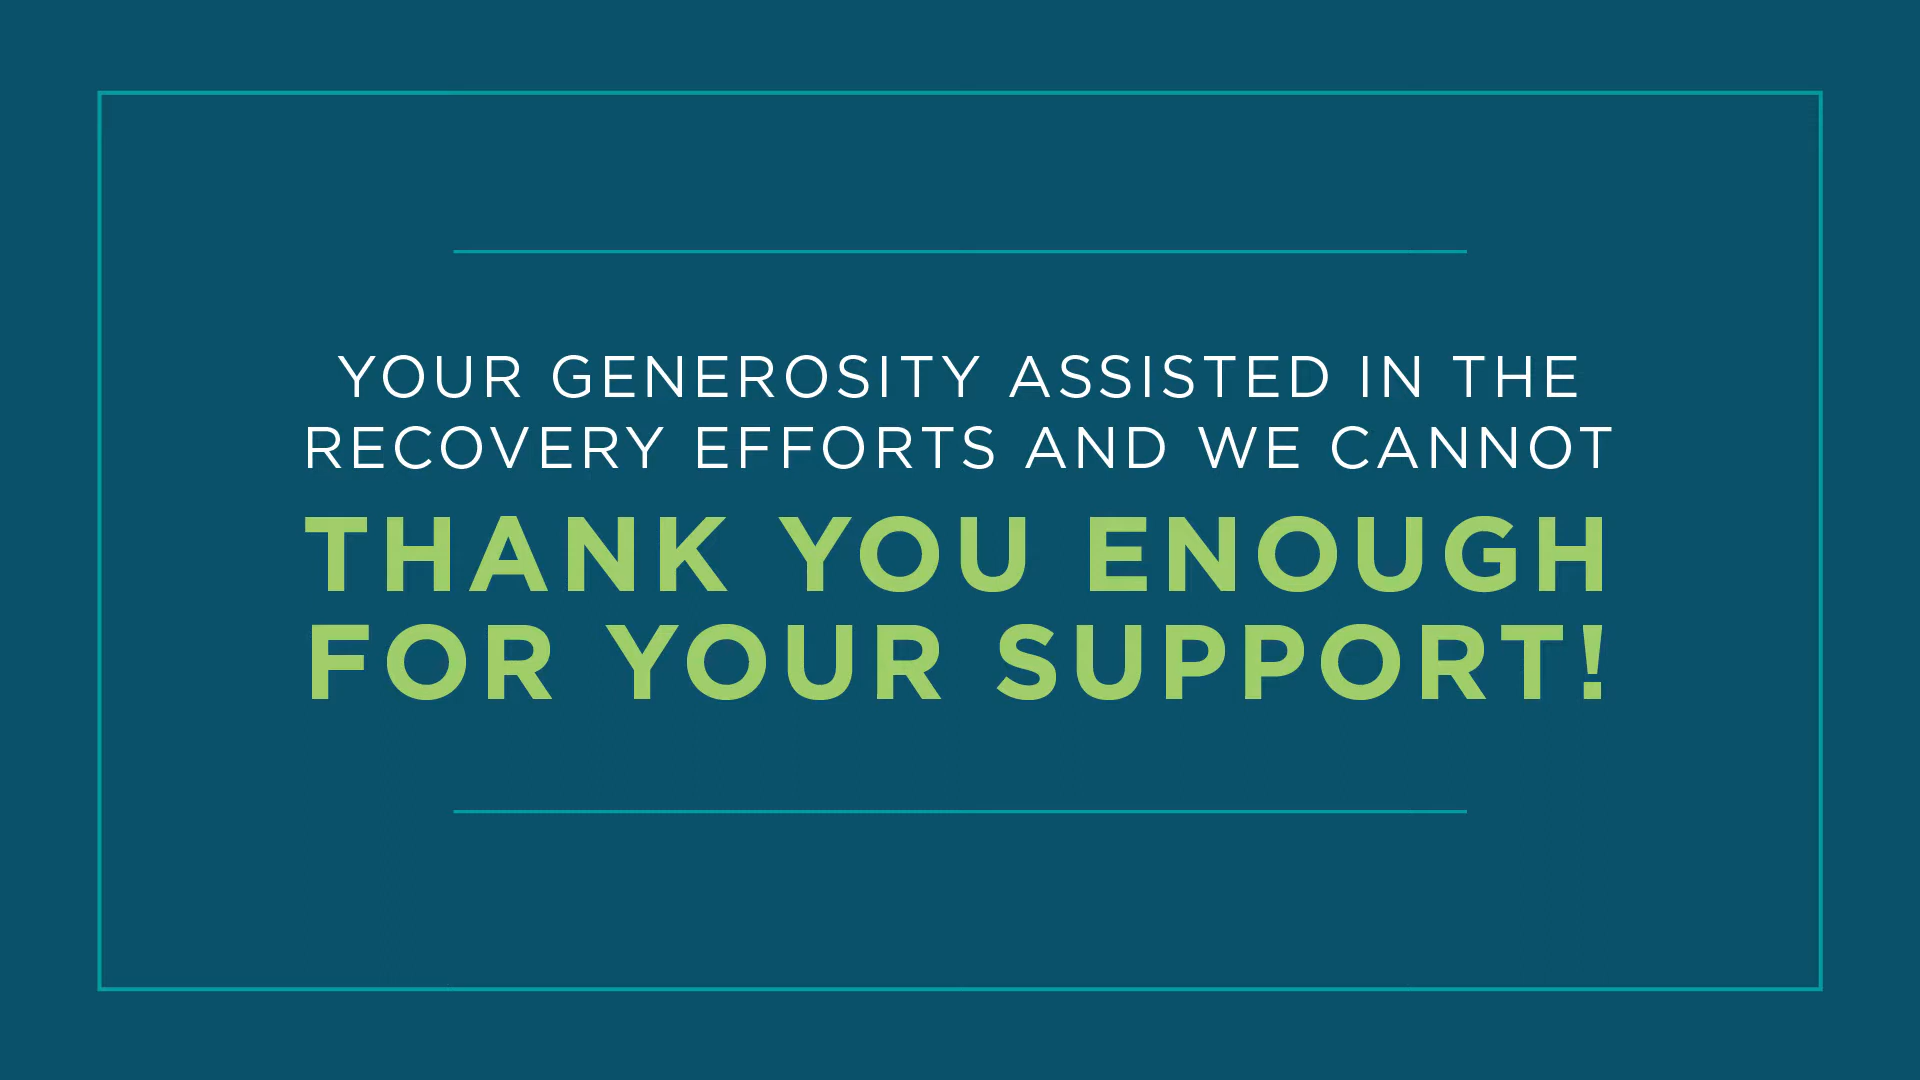 YOUR GENEROSITY ASSISTED IN THE
RECOVERY EFFORTS AND WE CANNOT
THANK YOU ENOUGH
FOR YOUR SUPPORT!